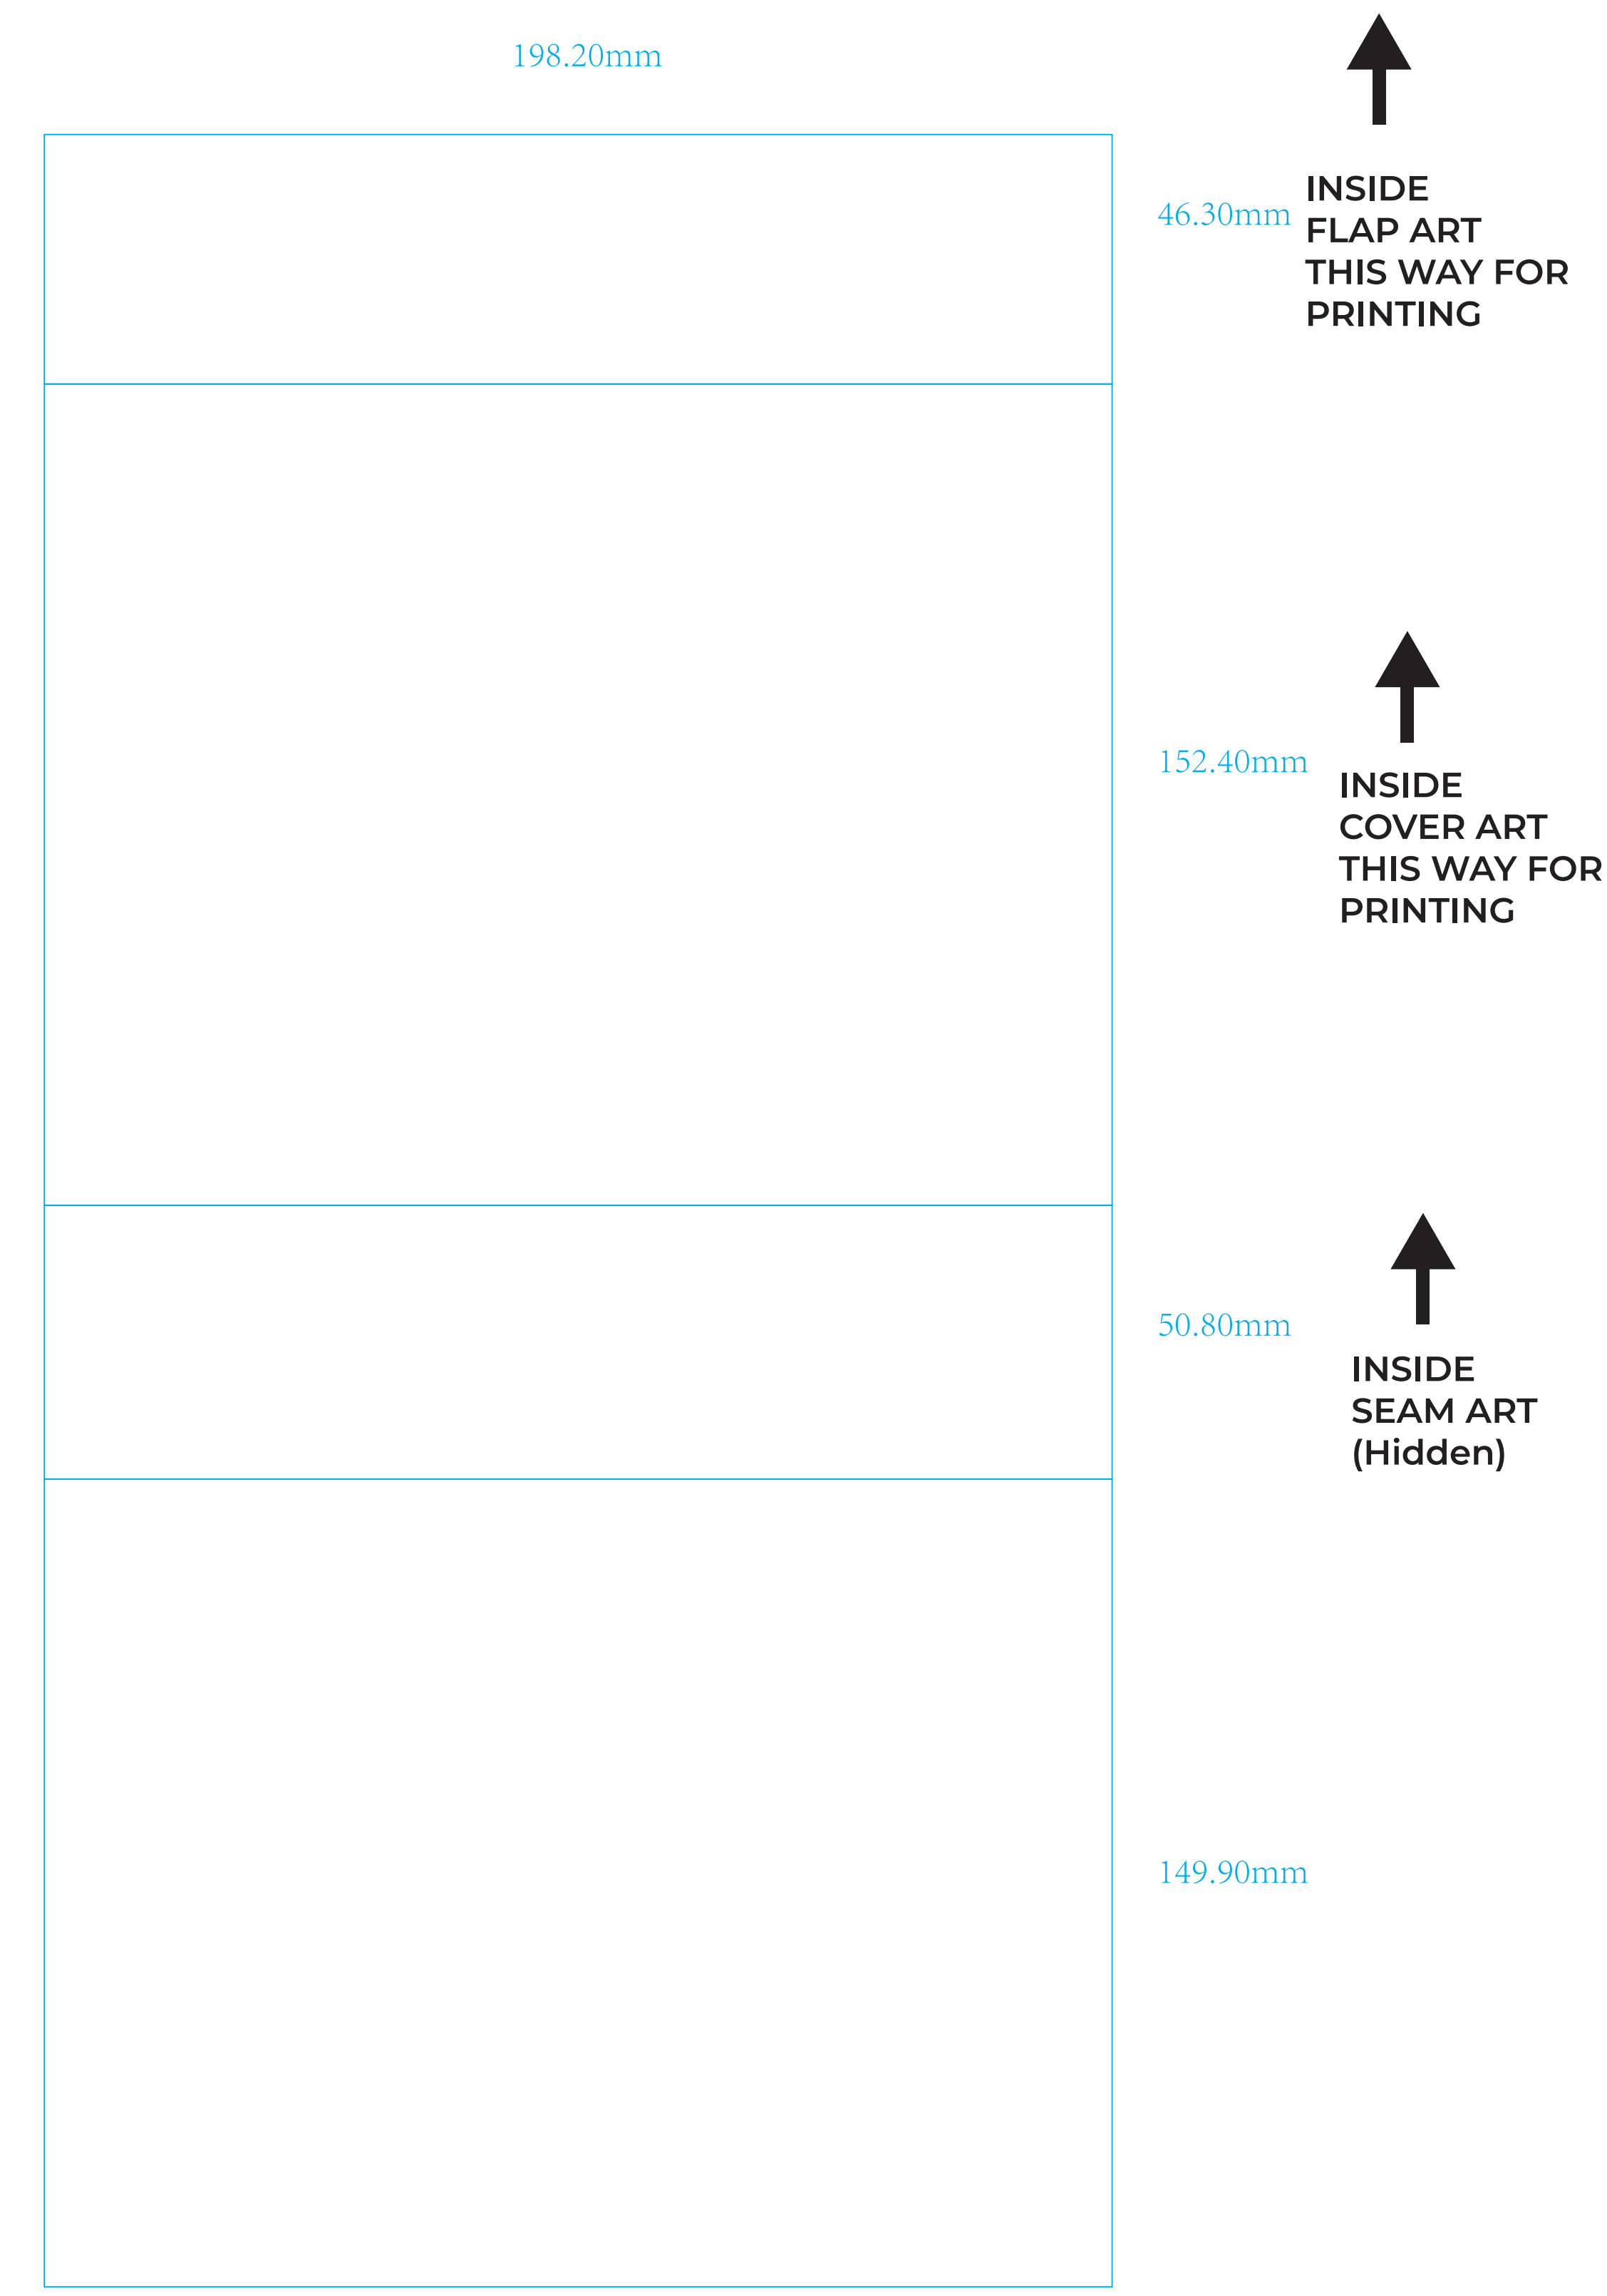 198.20mm
46.30mm
INSIDE
FLAP ART
THIS WAY FOR
PRINTING
152.40mm
INSIDE
COVER ART
THIS WAY FOR
PRINTING
50.80mm
INSIDE
SEAM ART
(Hidden)
149.90mm